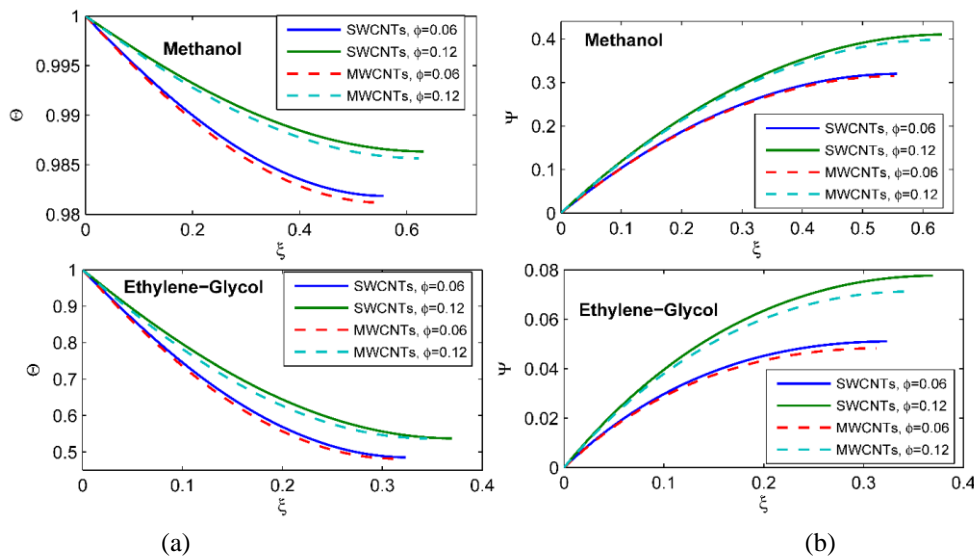 1
0.995
0.99
0.985
0.98
Θ
Methanol
SWCNTs, ϕ=0.06
SWCNTs, ϕ=0.12
MWCNTs, ϕ=0.06
MWCNTs, ϕ=0.12
0 0.2 0.4 0.6
ξ
0.4
0.3
0.2
0.1
0
Ψ
Methanol
SWCNTs, ϕ=0.06
SWCNTs, ϕ=0.12
MWCNTs, ϕ=0.06
MWCNTs, ϕ=0.12
0 0.1 0.2 0.3 0.4 0.5 0.6
ξ
1
0.9
0.8
0.7
0.6
0.5
Θ
Ethylene-Glycol
SWCNTs, ϕ=0.06
SWCNTs, ϕ=0.12
MWCNTs, ϕ=0.06
MWCNTs, ϕ=0.12
0 0.1 0.2 0.3 0.4
ξ
0.08
0.06
0.04
0.02
0
Ψ
Ethylene-Glycol
SWCNTs, ϕ=0.06
SWCNTs, ϕ=0.12
MWCNTs, ϕ=0.06
MWCNTs, ϕ=0.12
0 0.1 0.2 0.3 0.4
ξ
(a) (b)